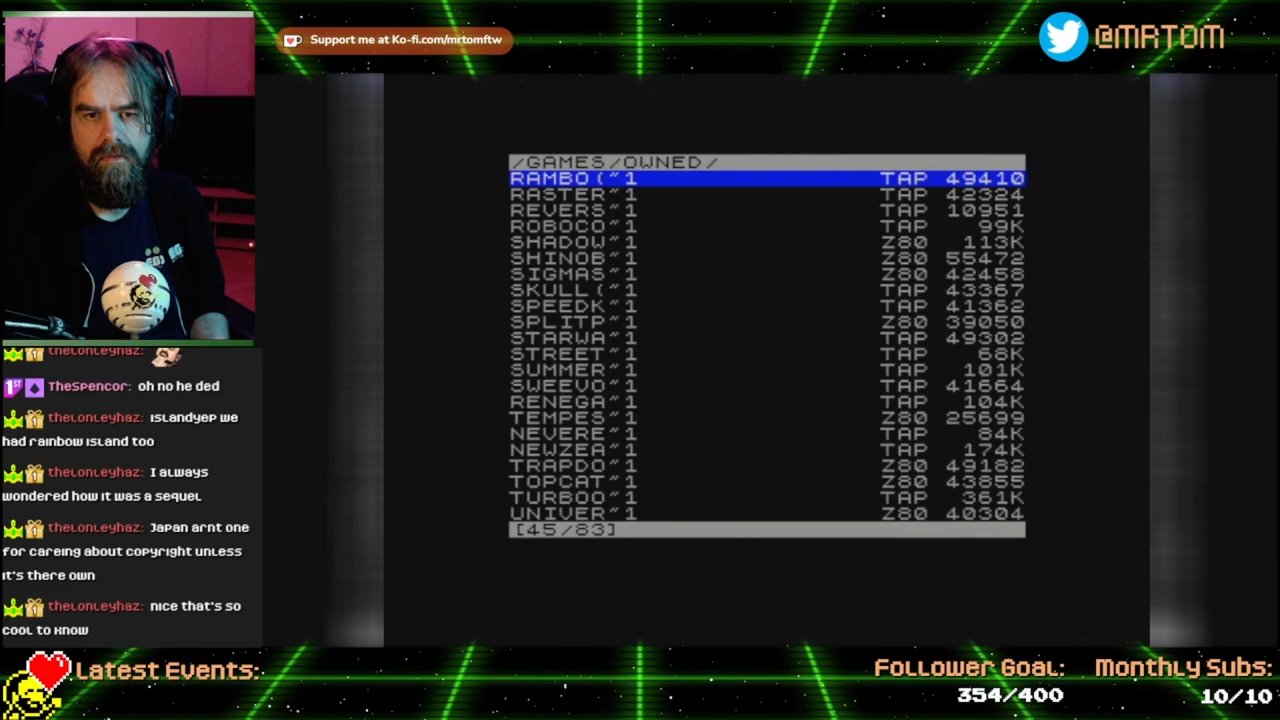 Support me at Ko-fi.com/mrtomftw
@MRTOM
/GAMES/OWNED/
RAMBO(~1 TAP 49410
RASTER~1 TAP 42324
REVERS~1 TAP 10951
ROBOCO~1 TAP 99K
SHADOW~1 Z80 113K
SHINOB~1 Z80 55472
SIGMAS~1 Z80 42458
SKULL(~1 TAP 43367
SPEEDK~1 TAP 41362
SPLITP~1 Z80 39050
STARWA~1 TAP 49302
STREET~1 TAP 68K
SUMMER~1 TAP 101K
SWEEVO~1 TAP 41664
RENEGA~1 TAP 104K
TEMPES~1 Z80 25699
NEVERE~1 TAP 84K
NEWZEA~1 TAP 174K
TRAPDO~1 Z80 49182
TOPCAT~1 Z80 43855
TURBOO~1 TAP 361K
UNIVER~1 Z80 40304
[45/83]
theLonleyhaz:
TheSpencor: oh no he ded
theLonleyhaz: islandyep we
had rainbow island too
theLonleyhaz: I always
wondered how it was a sequel
theLonleyhaz: Japan arnt one
for careing about copyright unless
it's there own
theLonleyhaz: nice that's so
cool to know
Latest Events:
Follower Goal:
354/400
Monthly Subs:
10/10